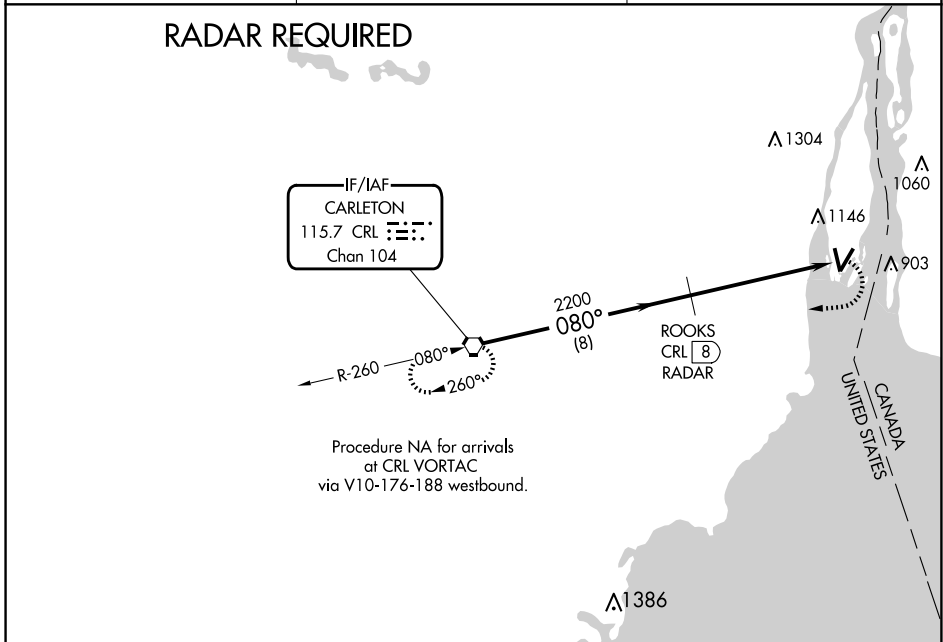 RADAR REQUIRED
1304
1060
IF/IAF
CARLETON
115.7 CRL
Chan 104
1146
903
2200
080°
(8)
ROOKS
CRL 8
RADAR
R-260
080°
260°
CANADA
UNITED STATES
Procedure NA for arrivals
at CRL VORTAC
via V10-176-188 westbound.
1386